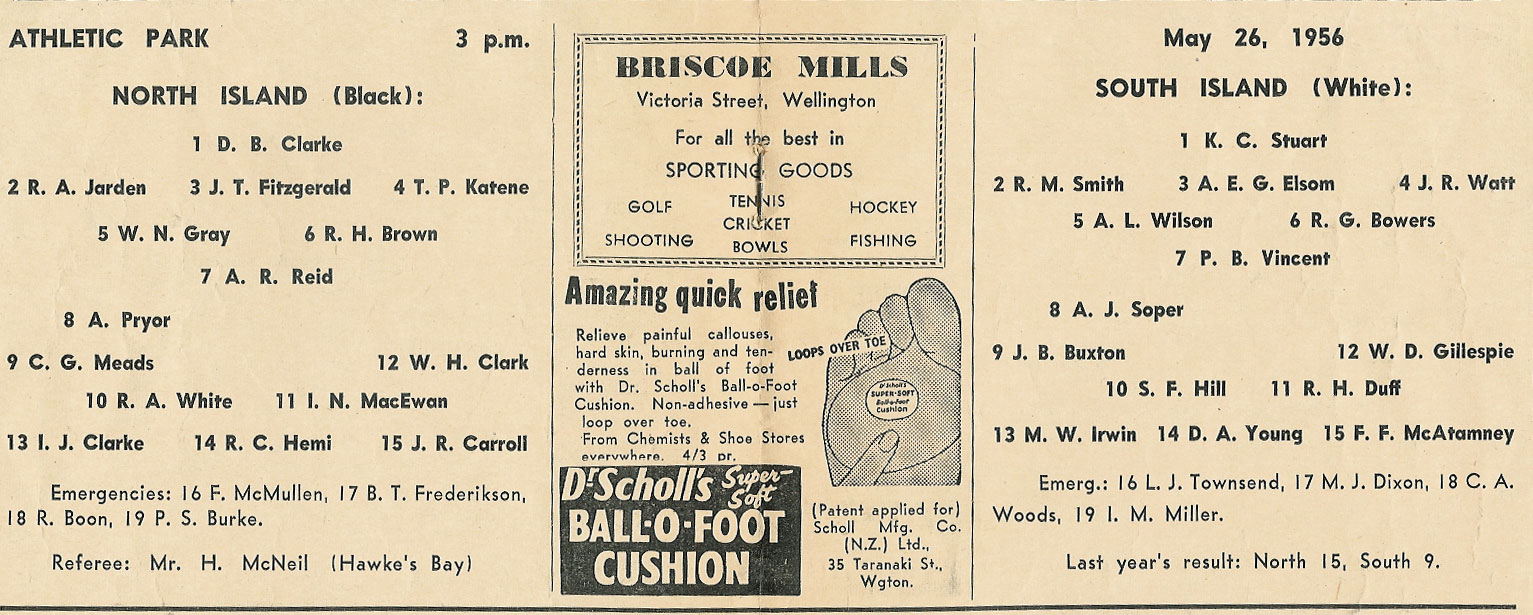 ATHLETIC PARK 3 p.m.
NORTH ISLAND (Black):
1 D. B. Clarke
2 R. A. Jarden 3 J. T. Fitzgerald 4 T. P. Katene
5 W. N. Gray 6 R. H. Brown
7 A. R. Reid
8 A. Pryor
9 C. G. Meads 12 W. H. Clark
10 R. A. White 11 I. N. MacEwan
13 I. J. Clarke 14 R. C. Hemi 15 J. R. Carroll
Emergencies: 16 F. McMullen, 17 B. T. Frederikson,
18 R. Boon, 19 P. S. Burke.
Referee: Mr. H. McNeil (Hawke's Bay)
BRISCOE MILLS
Victoria Street, Wellington
For all the best in
SPORTING GOODS
GOLF TENNIS HOCKEY
CRICKET
SHOOTING BOWLS FISHING
Amazing quick relief
Relieve painful callouses,
hard skin, burning and ten-
derness in ball of foot
with Dr. Scholl's Ball-o-Foot
Cushion. Non-adhesive — just
loop over toe.
From Chemists & Shoe Stores
everywhere. 4/3 pr.
LOOPS OVER TOE
Dr Scholl's
SUPER-SOFT
Ball-o-Foot
Cushion
Dr Scholl's Super-
Soft
BALL-O-FOOT
CUSHION
(Patent applied for)
Scholl Mfg. Co.
(N.Z.) Ltd.,
35 Taranaki St.,
Wgton.
May 26, 1956
SOUTH ISLAND (White):
1 K. C. Stuart
2 R. M. Smith 3 A. E. G. Elsom 4 J. R. Watt
5 A. L. Wilson 6 R. G. Bowers
7 P. B. Vincent
8 A. J. Soper
9 J. B. Buxton 12 W. D. Gillespie
10 S. F. Hill 11 R. H. Duff
13 M. W. Irwin 14 D. A. Young 15 F. F. McAtamney
Emerg.: 16 L. J. Townsend, 17 M. J. Dixon, 18 C. A.
Woods, 19 I. M. Miller.
Last year's result: North 15, South 9.